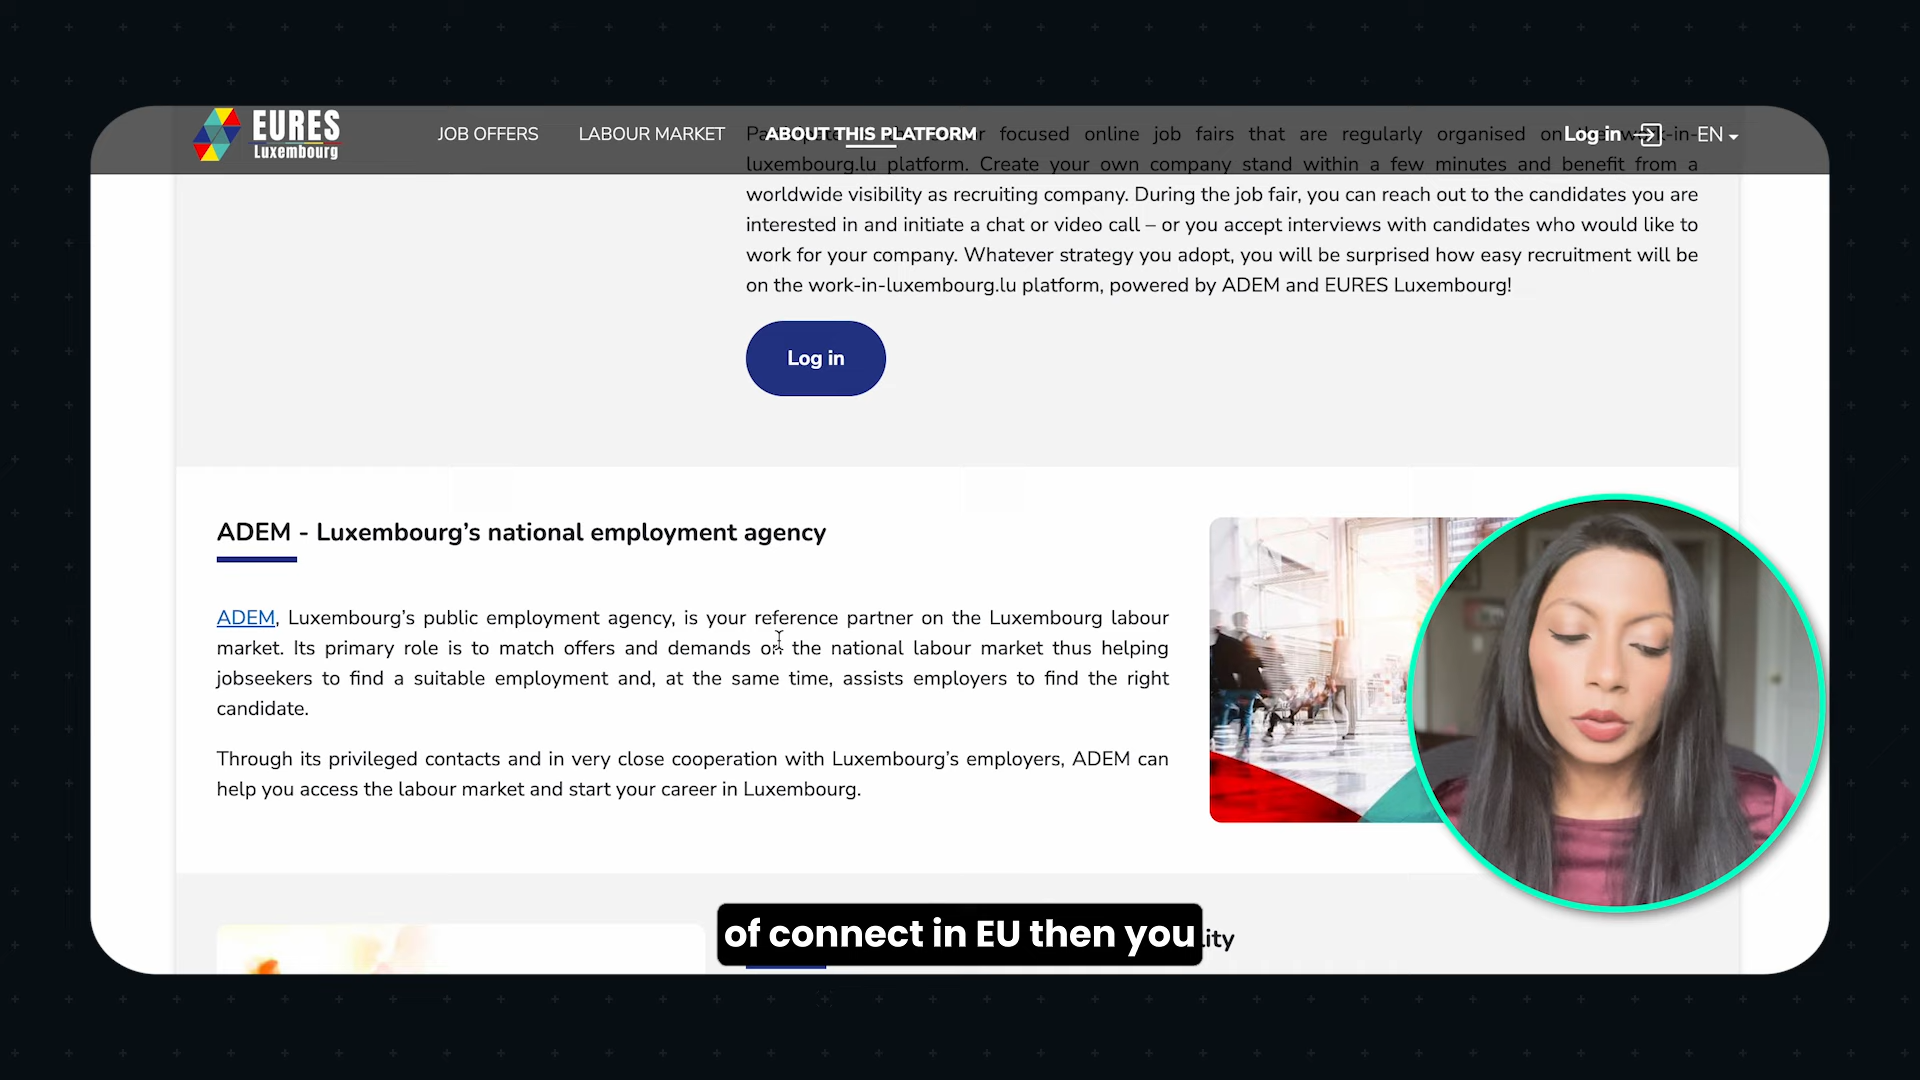 EURES
Luxembourg
JOB OFFERS
LABOUR MARKET
ABOUT THIS PLATFORM
Log in
EN
focused online job fairs that are regularly organised on
luxembourg.lu platform. Create your own company stand within a few minutes and benefit from a
worldwide visibility as recruiting company. During the job fair, you can reach out to the candidates you are
interested in and initiate a chat or video call – or you accept interviews with candidates who would like to
work for your company. Whatever strategy you adopt, you will be surprised how easy recruitment will be
on the work-in-luxembourg.lu platform, powered by ADEM and EURES Luxembourg!
Log in
ADEM - Luxembourg’s national employment agency
ADEM, Luxembourg’s public employment agency, is your reference partner on the Luxembourg labour
market. Its primary role is to match offers and demands on the national labour market thus helping
jobseekers to find a suitable employment and, at the same time, assists employers to find the right
candidate.
Through its privileged contacts and in very close cooperation with Luxembourg’s employers, ADEM can
help you access the labour market and start your career in Luxembourg.
of connect in EU then you